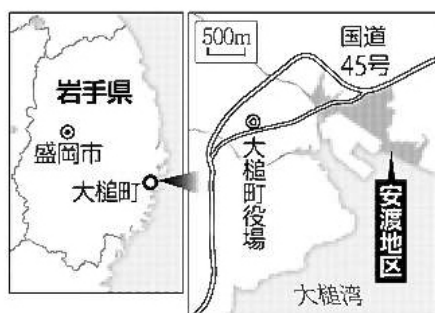 岩手県
盛岡市
大槌町
500m
国道
45号
大槌町役場
安渡地区
大槌湾